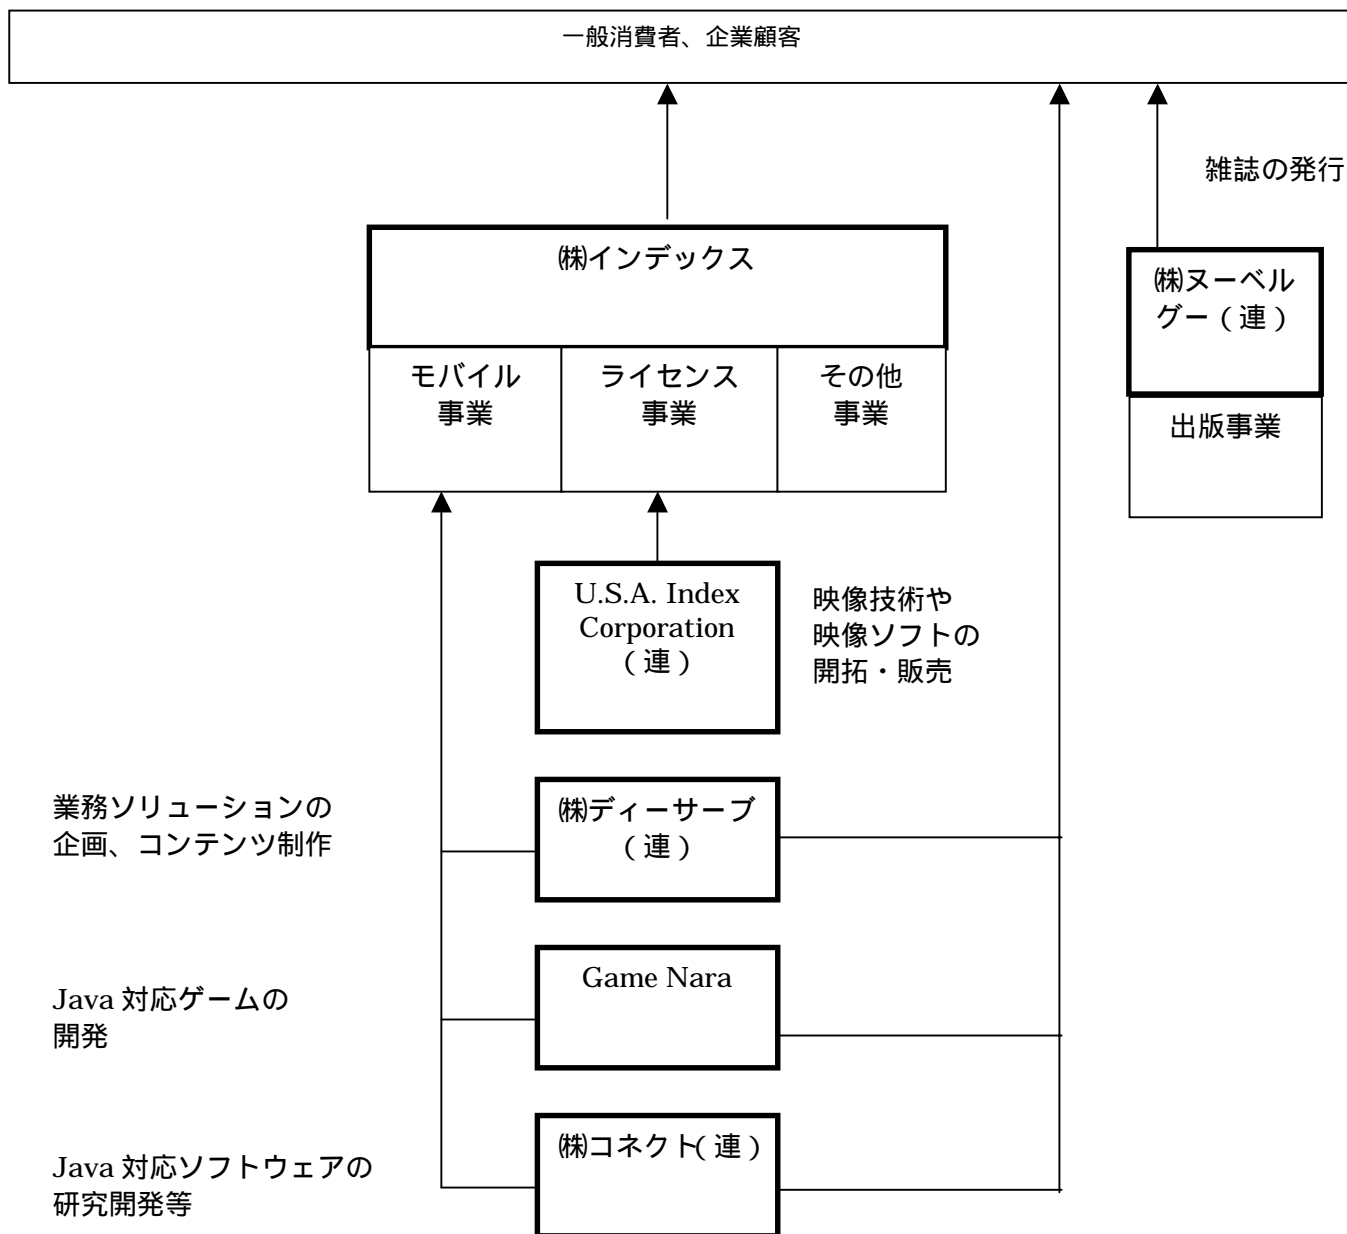 一般消費者、企業顧客
雑誌の発行
㈱インデックス
㈱ヌーベル
グー（連）
モバイル
事業
ライセンス
事業
その他
事業
出版事業
U.S.A. Index
Corporation
（連）
映像技術や
映像ソフトの
開拓・販売
業務ソリューションの
企画、コンテンツ制作
㈱ディーサーブ
（連）
Java 対応ゲームの
開発
Game Nara
Java 対応ソフトウェアの
研究開発等
㈱コネクト（連）